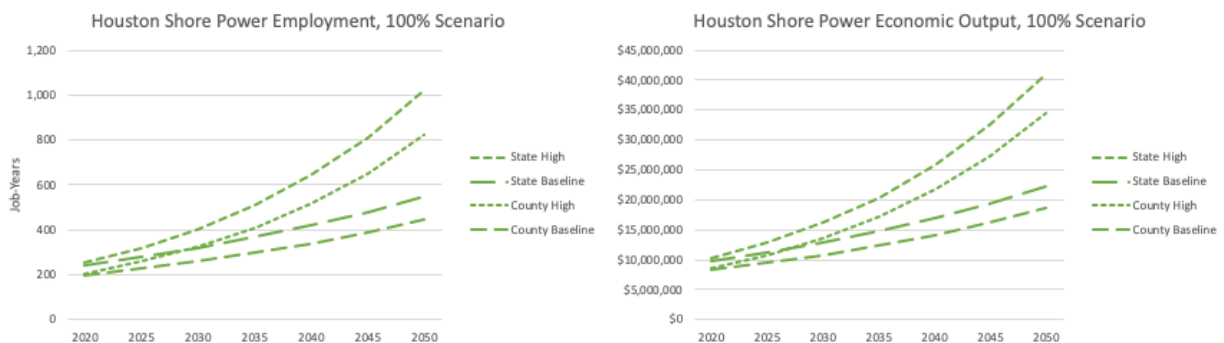 Houston Shore Power Employment, 100% Scenario
1,200
1,000
800
600
400
200
0
Job-Years
2020 2025 2030 2035 2040 2045 2050
State High
State Baseline
County High
County Baseline
Houston Shore Power Economic Output, 100% Scenario
$45,000,000
$40,000,000
$35,000,000
$30,000,000
$25,000,000
$20,000,000
$15,000,000
$10,000,000
$5,000,000
$0
2020 2025 2030 2035 2040 2045 2050
State High
State Baseline
County High
County Baseline